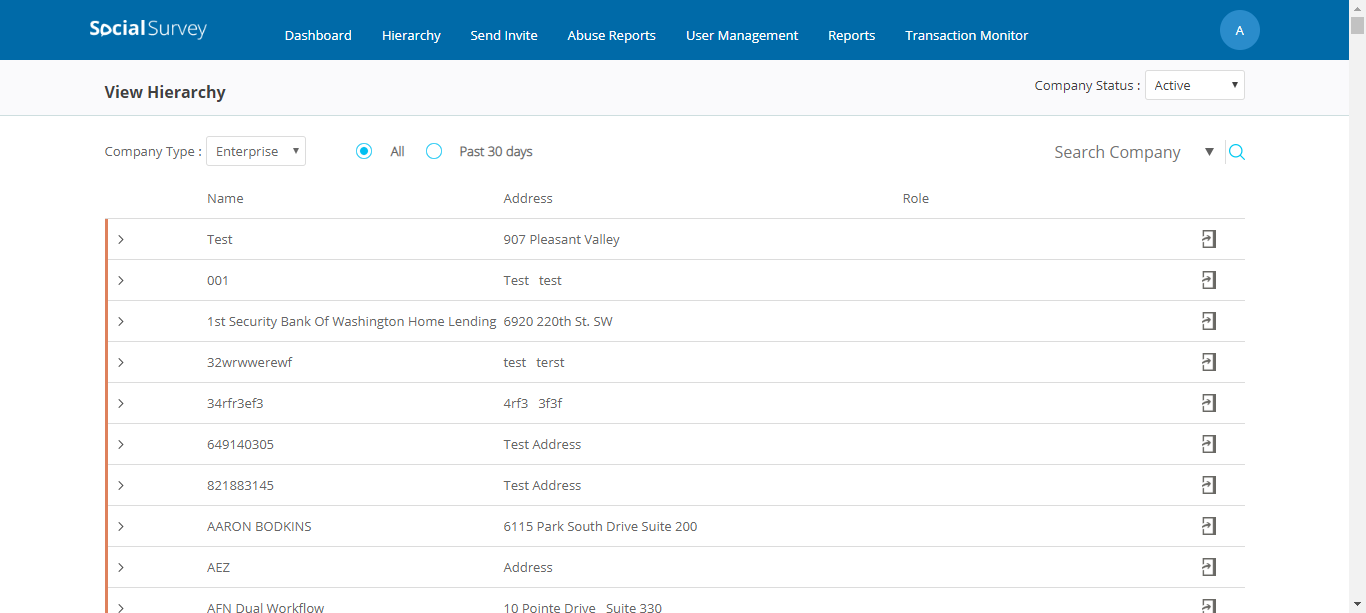 SocialSurvey Dashboard Hierarchy Send Invite Abuse Reports User Management Reports Transaction Monitor A
View Hierarchy Company Status : Active
Company Type : Enterprise All Past 30 days Search Company
Name Address Role
Test 907 Pleasant Valley
001 Test test
1st Security Bank Of Washington Home Lending 6920 220th St. SW
32wrwwerewf test terst
34rfr3ef3 4rf3 3f3f
649140305 Test Address
821883145 Test Address
AARON BODKINS 6115 Park South Drive Suite 200
AEZ Address
AFN Dual Workflow 10 Pointe Drive Suite 330